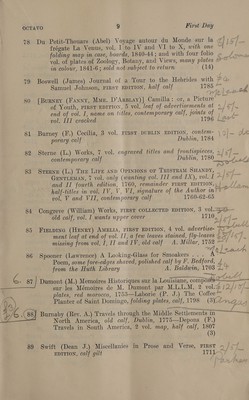 OCTAVO 9 First Day
78 Du Petit-Thouars (Abel) Voyage autour du Monde sur la
frégate La Venus, vol. I to IV and VI to X, with one
folding map in case, boards, 1840-44; and with four folio
vol. of plates of Zoology, Botany, and Views, many plates
in colour, 1841-6; sold not subject to return (14)
79 Boswell (James) Journal of a Tour to the Hebrides with
Samuel Johnson, FIRST EDITION, half calf 1785
80 [BURNEY (FANNY, MME. D'ARBLAY)] Camilla: or, a Picture
of Youth, FIRST EDITION, 5 vol. leaf of advertisements at
end of vol. I, name on titles, contemporary calf, joints of
vol. III cracked 1796
81 Burney (F.) Cecilia, 3 vol. FIRST DUBLIN EDITION, contem-
porary calf Dublin, 1784
82 Sterne (L.) Works, 7 vol. engraved titles and frontispieces,
contemporary calf Dublin, 1780
83 STERNE (L.) THE LIFE AND OPINIONS OF TRISTRAM SHANDY,
GENTLEMAN, 7 vol. only (wanting vol. III and IX), vol. I
and II fourth edition, 1760, remainder FIRST EDITION,
half-titles in vol. IV, V, VI, signature of the Author in
vol. V and VII, contemporary calf 1760-62-65
84 Congreve (William) Works, FIRST COLLECTED EDITION, 3 vol.
old calf, vol. I wants upper cover 1710
85 FIELDING (HENRY) AMELIA, FIRST EDITION, 4 vol. advertise-
ment leaf at end of vol. II, a few leaves stained, fly-leaves
missing from vol. I, II and IV, old calf A. Millar, 1752
86 Spenser (Lawrence) A Looking-Glass for Smoakers . . .
Poem, some fore-edges shaved, polished calf by F. Bedford,
from the Huth Library A. Baldwin, 1703
87 Dumont (M.) Memoires Historiques sur la Louisiane, composés
sur les Mémoires de M. Dumont par M.L.L.M. 2 vol.
plates, red morocco, 1753—Laborie (P. J.) The Coffee
Planter of Saint Domingo, folding plates, calf, 1798
88 Burnaby (Rev. A.) Travels through the Middle Settlements in
North America, old calf, Dublin, 1775—Depons (F.)
Travels in South America, 2 vol. map, half calf, 1807
(3)
89 Swift (Dean J.) Miscellanies in Prose and Verse, FIRST
EDITION, calf gilt 1711